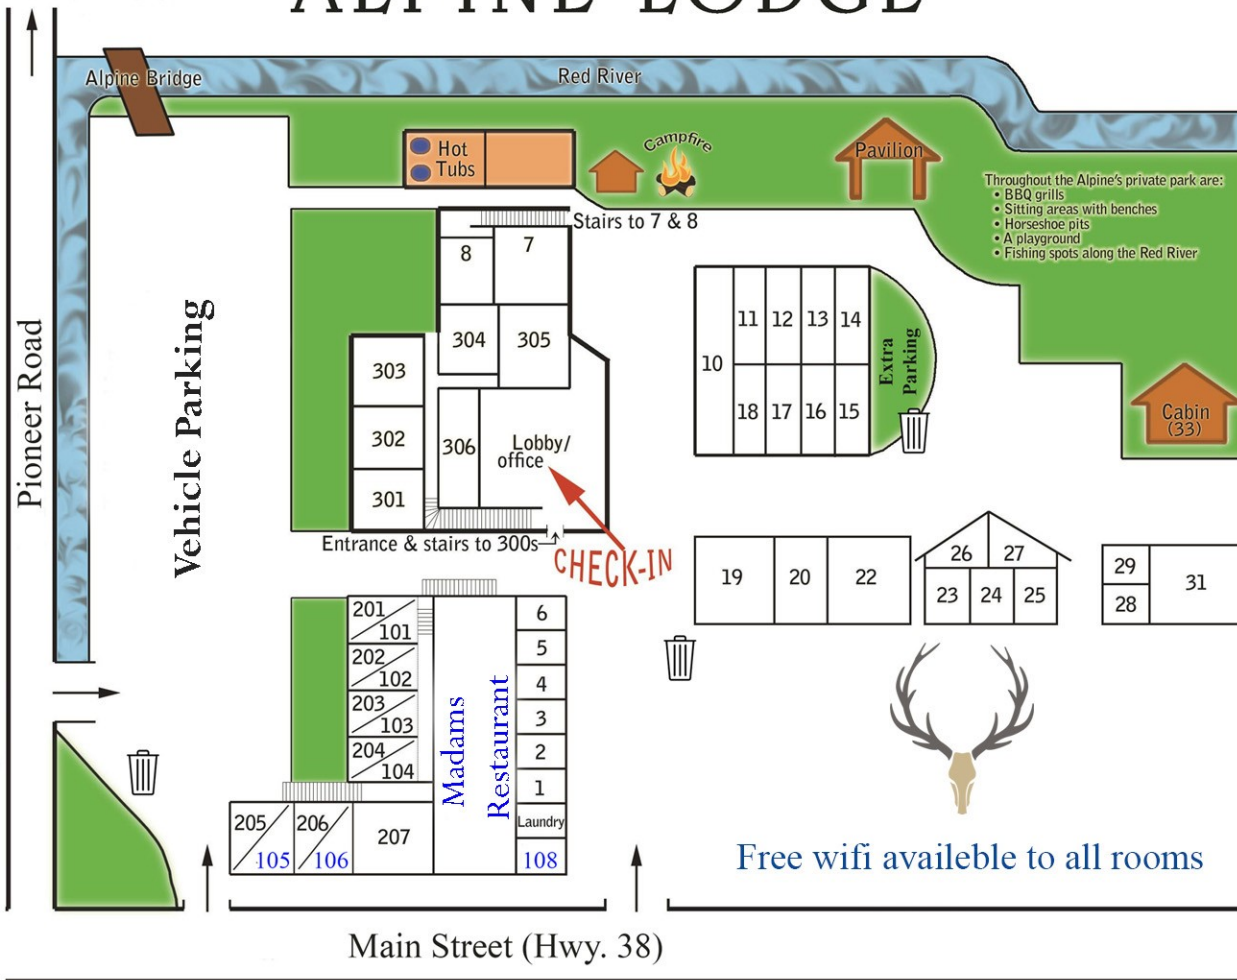 ALPINE LODGE
Alpine Bridge
Red River
Hot
Tubs
Campfire
Pavilion
Throughout the Alpine's private park are:
• BBQ grills
• Sitting areas with benches
• Horseshoe pits
• A playground
• Fishing spots along the Red River
Stairs to 7 & 8
8
7
304
305
303
302
301
306
Lobby/
office
Entrance & stairs to 300s
CHECK-IN
Pioneer Road
Vehicle Parking
10
11
12
13
14
18
17
16
15
Extra
Parking
Cabin
(33)
19
20
22
26
27
23
24
25
29
28
31
201
101
202
102
203
103
204
104
205
105
206
106
207
Madams
Restaurant
6
5
4
3
2
1
Laundry
108
Free wifi availeble to all rooms
Main Street (Hwy. 38)